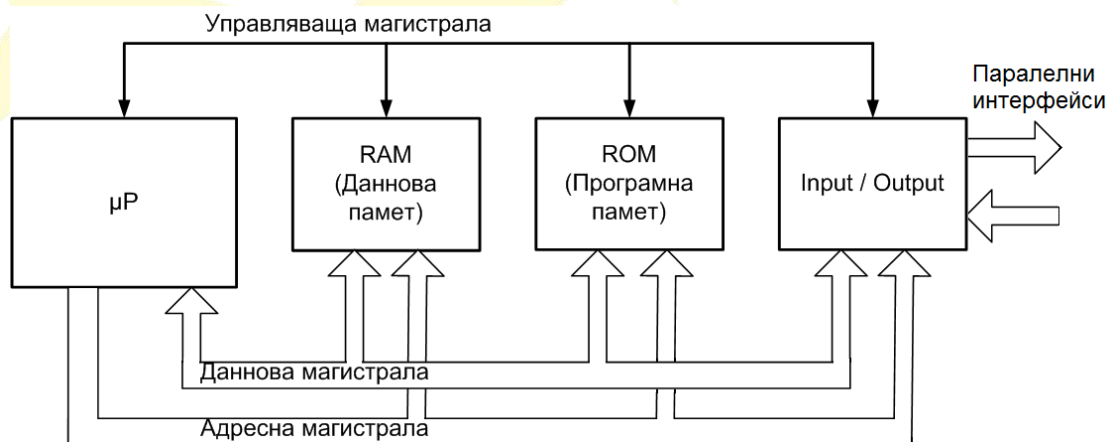 Управляваща магистрала
Паралелни
интерфейси
µP
RAM
(Даннова
памет)
ROM
(Програмна
памет)
Input / Output
Даннова магистрала
Адресна магистрала